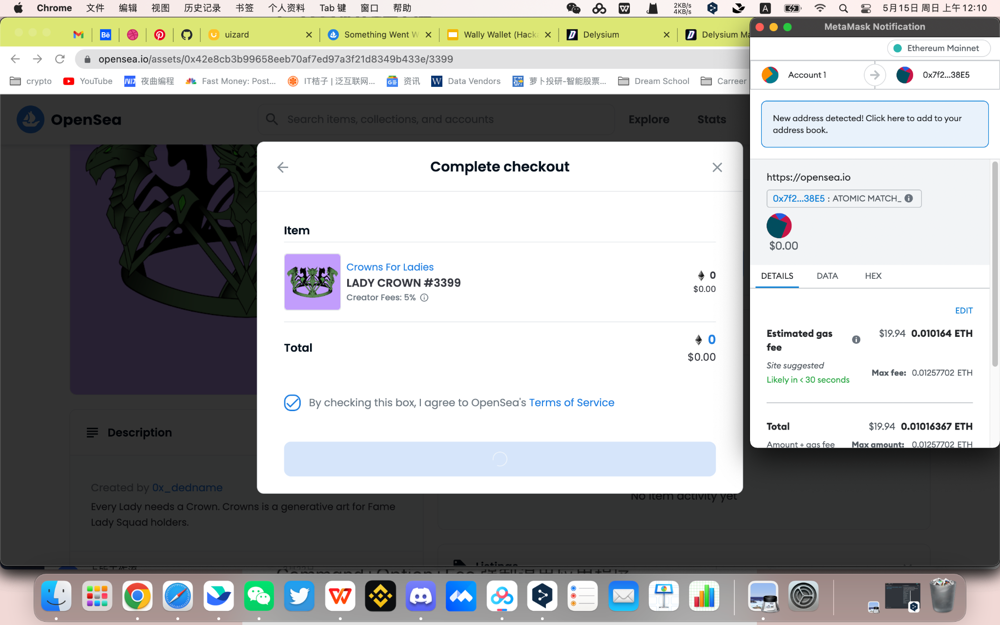 Chrome 文件 编辑 视图 历史记录 书签 个人资料 Tab 键 窗口 帮助 2KB/s 4KB/s A 5月15日 周日 上午12:10
Bē uizard Something Went W Wally Wallet (Hacka Delysium Delysium Ma
opensea.io/assets/0x42e8cb3b99658eeb70af7ed97a3f21d8349b433e/3399
crypto YouTube 夜曲编程 Fast Money: Post... IT桔子 | 泛互联网... 资讯 Data Vendors 萝卜投研-智能股票... Dream School Carreer
OpenSea Search items, collections, and accounts Explore Stats
Complete checkout
Item
Crowns For Ladies
LADY CROWN #3399
Creator Fees: 5%
0
$0.00
Total
0
$0.00
By checking this box, I agree to OpenSea's Terms of Service
Description
Created by 0x_dedname
Every Lady needs a Crown. Crowns is a generative art for Fame
Lady Squad holders.
No item activity yet
Listings
MetaMask Notification
Ethereum Mainnet
Account 1 0x7f2...38E5
New address detected! Click here to add to your
address book.
https://opensea.io
0x7f2...38E5 : ATOMIC MATCH_
$0.00
DETAILS DATA HEX
EDIT
Estimated gas
fee
$19.94 0.010164 ETH
Site suggested
Likely in < 30 seconds
Max fee: 0.01257702 ETH
Total $19.94 0.01016367 ETH
Amount + gas fee Max amount: 0.01257702 ETH